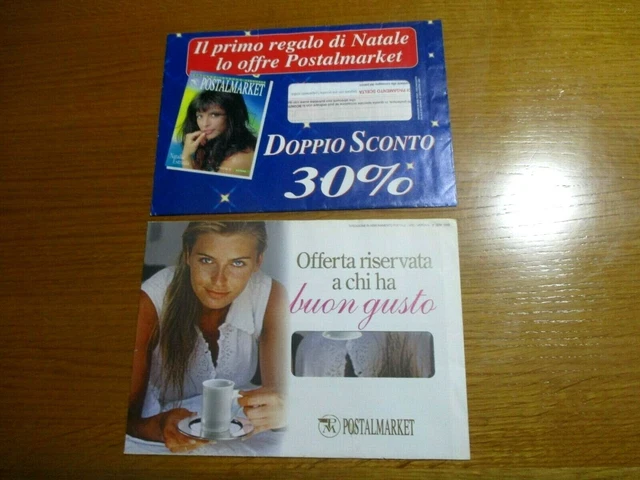 Il primo regalo di Natale
lo offre Postalmarket
POSTALMARKET
DOPPIO SCONTO
30%
Offerta riservata
a chi ha
buon gusto
POSTALMARKET